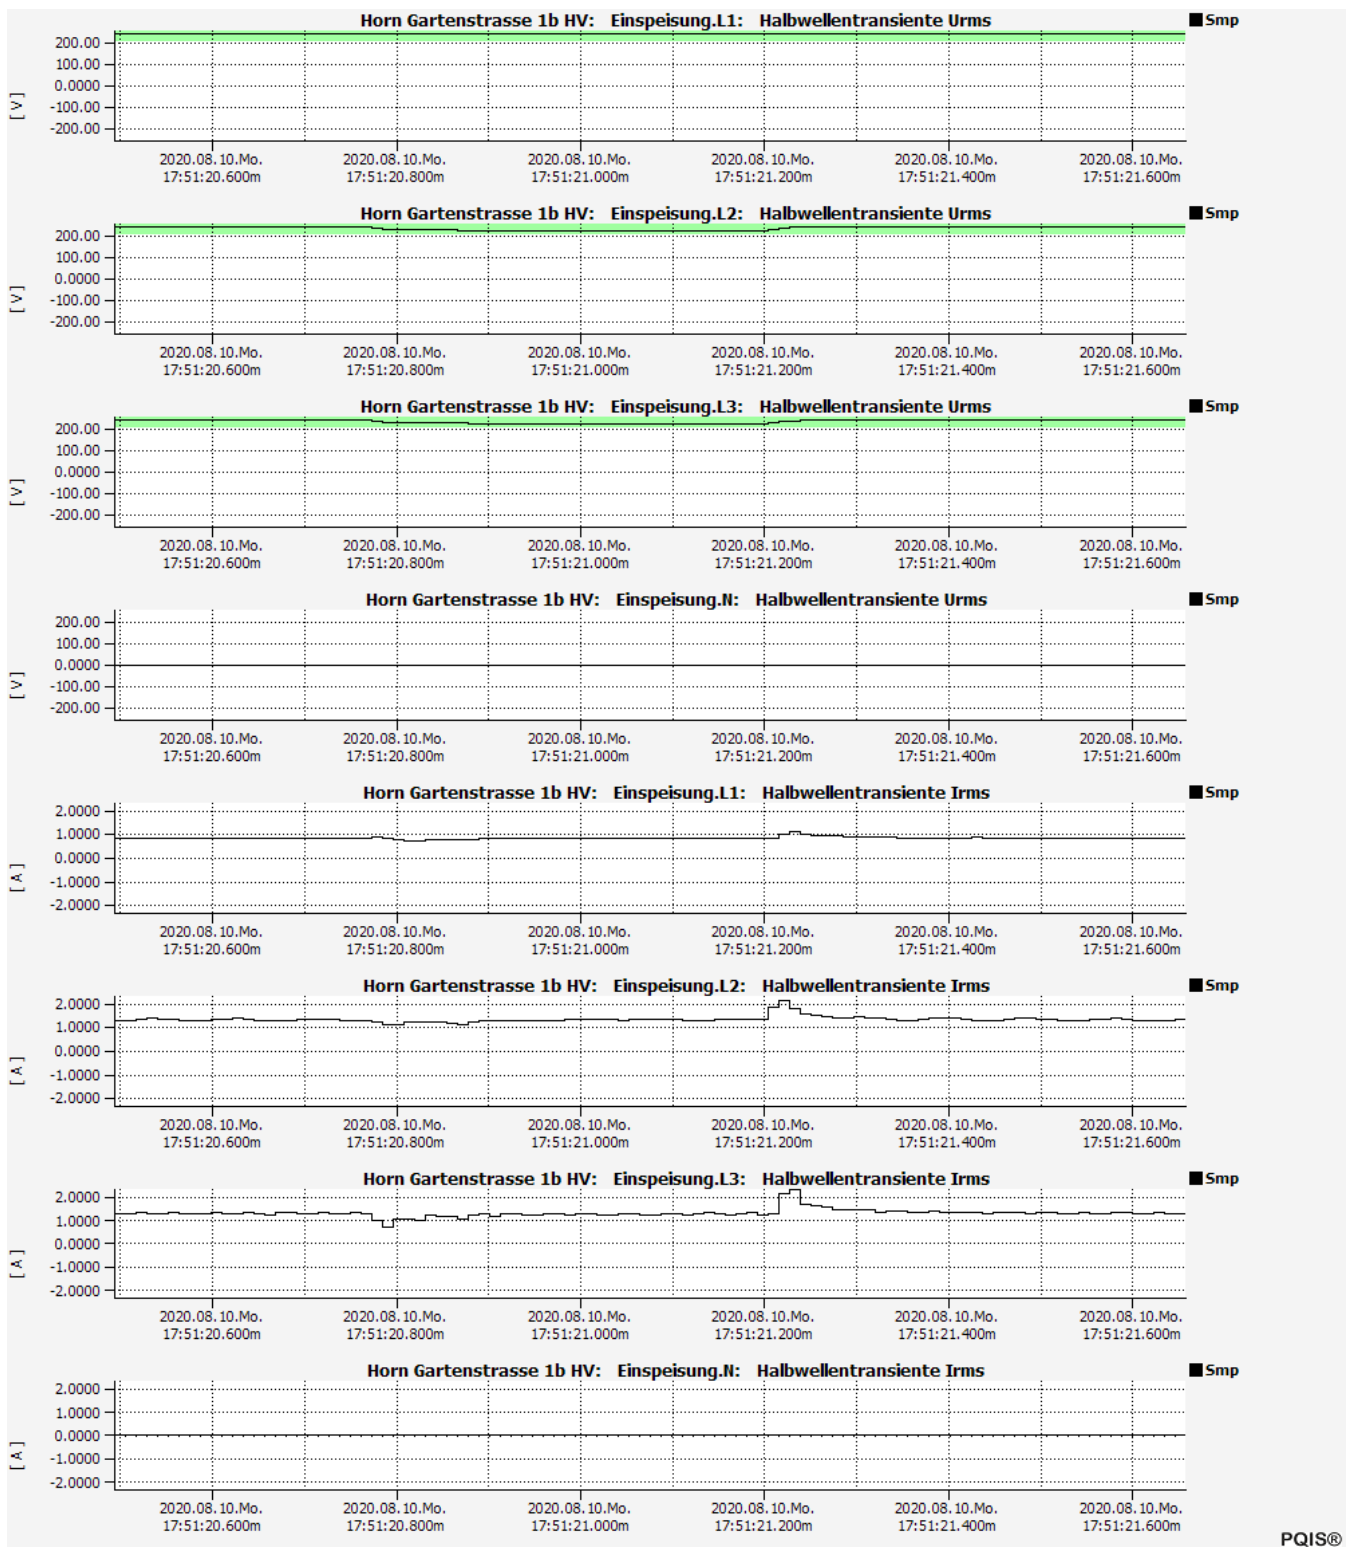 Horn Gartenstrasse 1b HV: Einspeisung.L1: Halbwellentransiente Urms
Smp
200.00
100.00
0.0000
-100.00
-200.00
[ V ]
2020.08.10.Mo. 2020.08.10.Mo. 2020.08.10.Mo. 2020.08.10.Mo. 2020.08.10.Mo. 2020.08.10.Mo.
17:51:20.600m 17:51:20.800m 17:51:21.000m 17:51:21.200m 17:51:21.400m 17:51:21.600m
Horn Gartenstrasse 1b HV: Einspeisung.L2: Halbwellentransiente Urms
Smp
200.00
100.00
0.0000
-100.00
-200.00
[ V ]
2020.08.10.Mo. 2020.08.10.Mo. 2020.08.10.Mo. 2020.08.10.Mo. 2020.08.10.Mo. 2020.08.10.Mo.
17:51:20.600m 17:51:20.800m 17:51:21.000m 17:51:21.200m 17:51:21.400m 17:51:21.600m
Horn Gartenstrasse 1b HV: Einspeisung.L3: Halbwellentransiente Urms
Smp
200.00
100.00
0.0000
-100.00
-200.00
[ V ]
2020.08.10.Mo. 2020.08.10.Mo. 2020.08.10.Mo. 2020.08.10.Mo. 2020.08.10.Mo. 2020.08.10.Mo.
17:51:20.600m 17:51:20.800m 17:51:21.000m 17:51:21.200m 17:51:21.400m 17:51:21.600m
Horn Gartenstrasse 1b HV: Einspeisung.N: Halbwellentransiente Urms
Smp
200.00
100.00
0.0000
-100.00
-200.00
[ V ]
2020.08.10.Mo. 2020.08.10.Mo. 2020.08.10.Mo. 2020.08.10.Mo. 2020.08.10.Mo. 2020.08.10.Mo.
17:51:20.600m 17:51:20.800m 17:51:21.000m 17:51:21.200m 17:51:21.400m 17:51:21.600m
Horn Gartenstrasse 1b HV: Einspeisung.L1: Halbwellentransiente Irms
Smp
2.0000
1.0000
0.0000
-1.0000
-2.0000
[ A ]
2020.08.10.Mo. 2020.08.10.Mo. 2020.08.10.Mo. 2020.08.10.Mo. 2020.08.10.Mo. 2020.08.10.Mo.
17:51:20.600m 17:51:20.800m 17:51:21.000m 17:51:21.200m 17:51:21.400m 17:51:21.600m
Horn Gartenstrasse 1b HV: Einspeisung.L2: Halbwellentransiente Irms
Smp
2.0000
1.0000
0.0000
-1.0000
-2.0000
[ A ]
2020.08.10.Mo. 2020.08.10.Mo. 2020.08.10.Mo. 2020.08.10.Mo. 2020.08.10.Mo. 2020.08.10.Mo.
17:51:20.600m 17:51:20.800m 17:51:21.000m 17:51:21.200m 17:51:21.400m 17:51:21.600m
Horn Gartenstrasse 1b HV: Einspeisung.L3: Halbwellentransiente Irms
Smp
2.0000
1.0000
0.0000
-1.0000
-2.0000
[ A ]
2020.08.10.Mo. 2020.08.10.Mo. 2020.08.10.Mo. 2020.08.10.Mo. 2020.08.10.Mo. 2020.08.10.Mo.
17:51:20.600m 17:51:20.800m 17:51:21.000m 17:51:21.200m 17:51:21.400m 17:51:21.600m
Horn Gartenstrasse 1b HV: Einspeisung.N: Halbwellentransiente Irms
Smp
2.0000
1.0000
0.0000
-1.0000
-2.0000
[ A ]
2020.08.10.Mo. 2020.08.10.Mo. 2020.08.10.Mo. 2020.08.10.Mo. 2020.08.10.Mo. 2020.08.10.Mo.
17:51:20.600m 17:51:20.800m 17:51:21.000m 17:51:21.200m 17:51:21.400m 17:51:21.600m
PQIS®